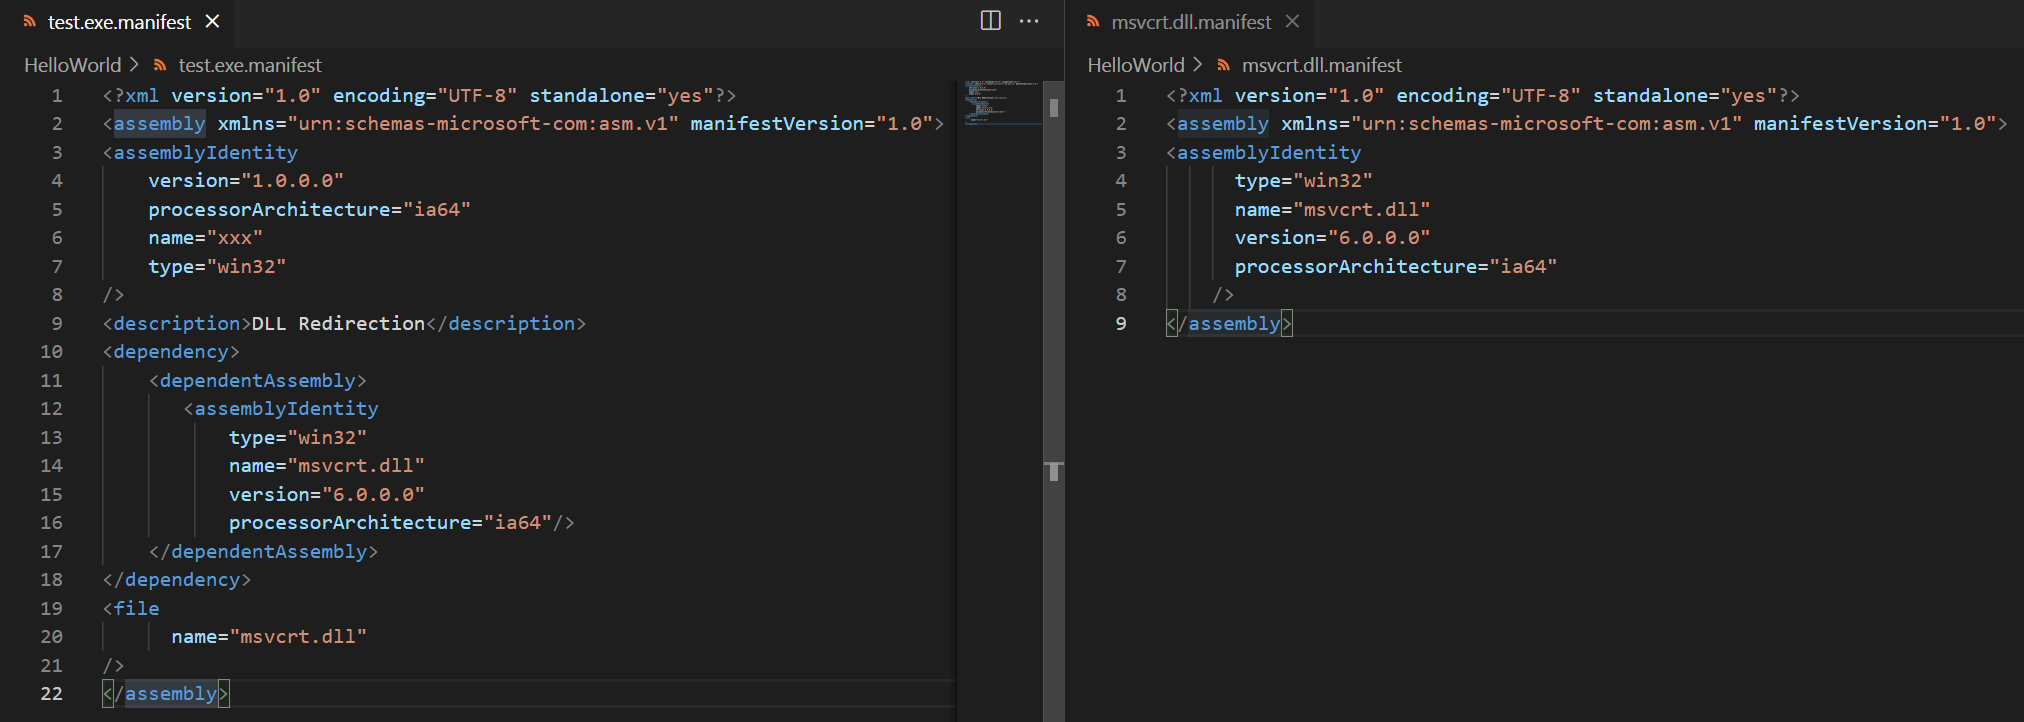 test.exe.manifest
HelloWorld > test.exe.manifest
1 <?xml version="1.0" encoding="UTF-8" standalone="yes"?>
2 <assembly xmlns="urn:schemas-microsoft-com:asm.v1" manifestVersion="1.0">
3 <assemblyIdentity
4 version="1.0.0.0"
5 processorArchitecture="ia64"
6 name="xxx"
7 type="win32"
8 />
9 <description>DLL Redirection</description>
10 <dependency>
11 <dependentAssembly>
12 <assemblyIdentity
13 type="win32"
14 name="msvcrt.dll"
15 version="6.0.0.0"
16 processorArchitecture="ia64"/>
17 </dependentAssembly>
18 </dependency>
19 <file
20 name="msvcrt.dll"
21 />
22 </assembly>
msvcrt.dll.manifest
HelloWorld > msvcrt.dll.manifest
1 <?xml version="1.0" encoding="UTF-8" standalone="yes"?>
2 <assembly xmlns="urn:schemas-microsoft-com:asm.v1" manifestVersion="1.0">
3 <assemblyIdentity
4 type="win32"
5 name="msvcrt.dll"
6 version="6.0.0.0"
7 processorArchitecture="ia64"
8 />
9 </assembly>